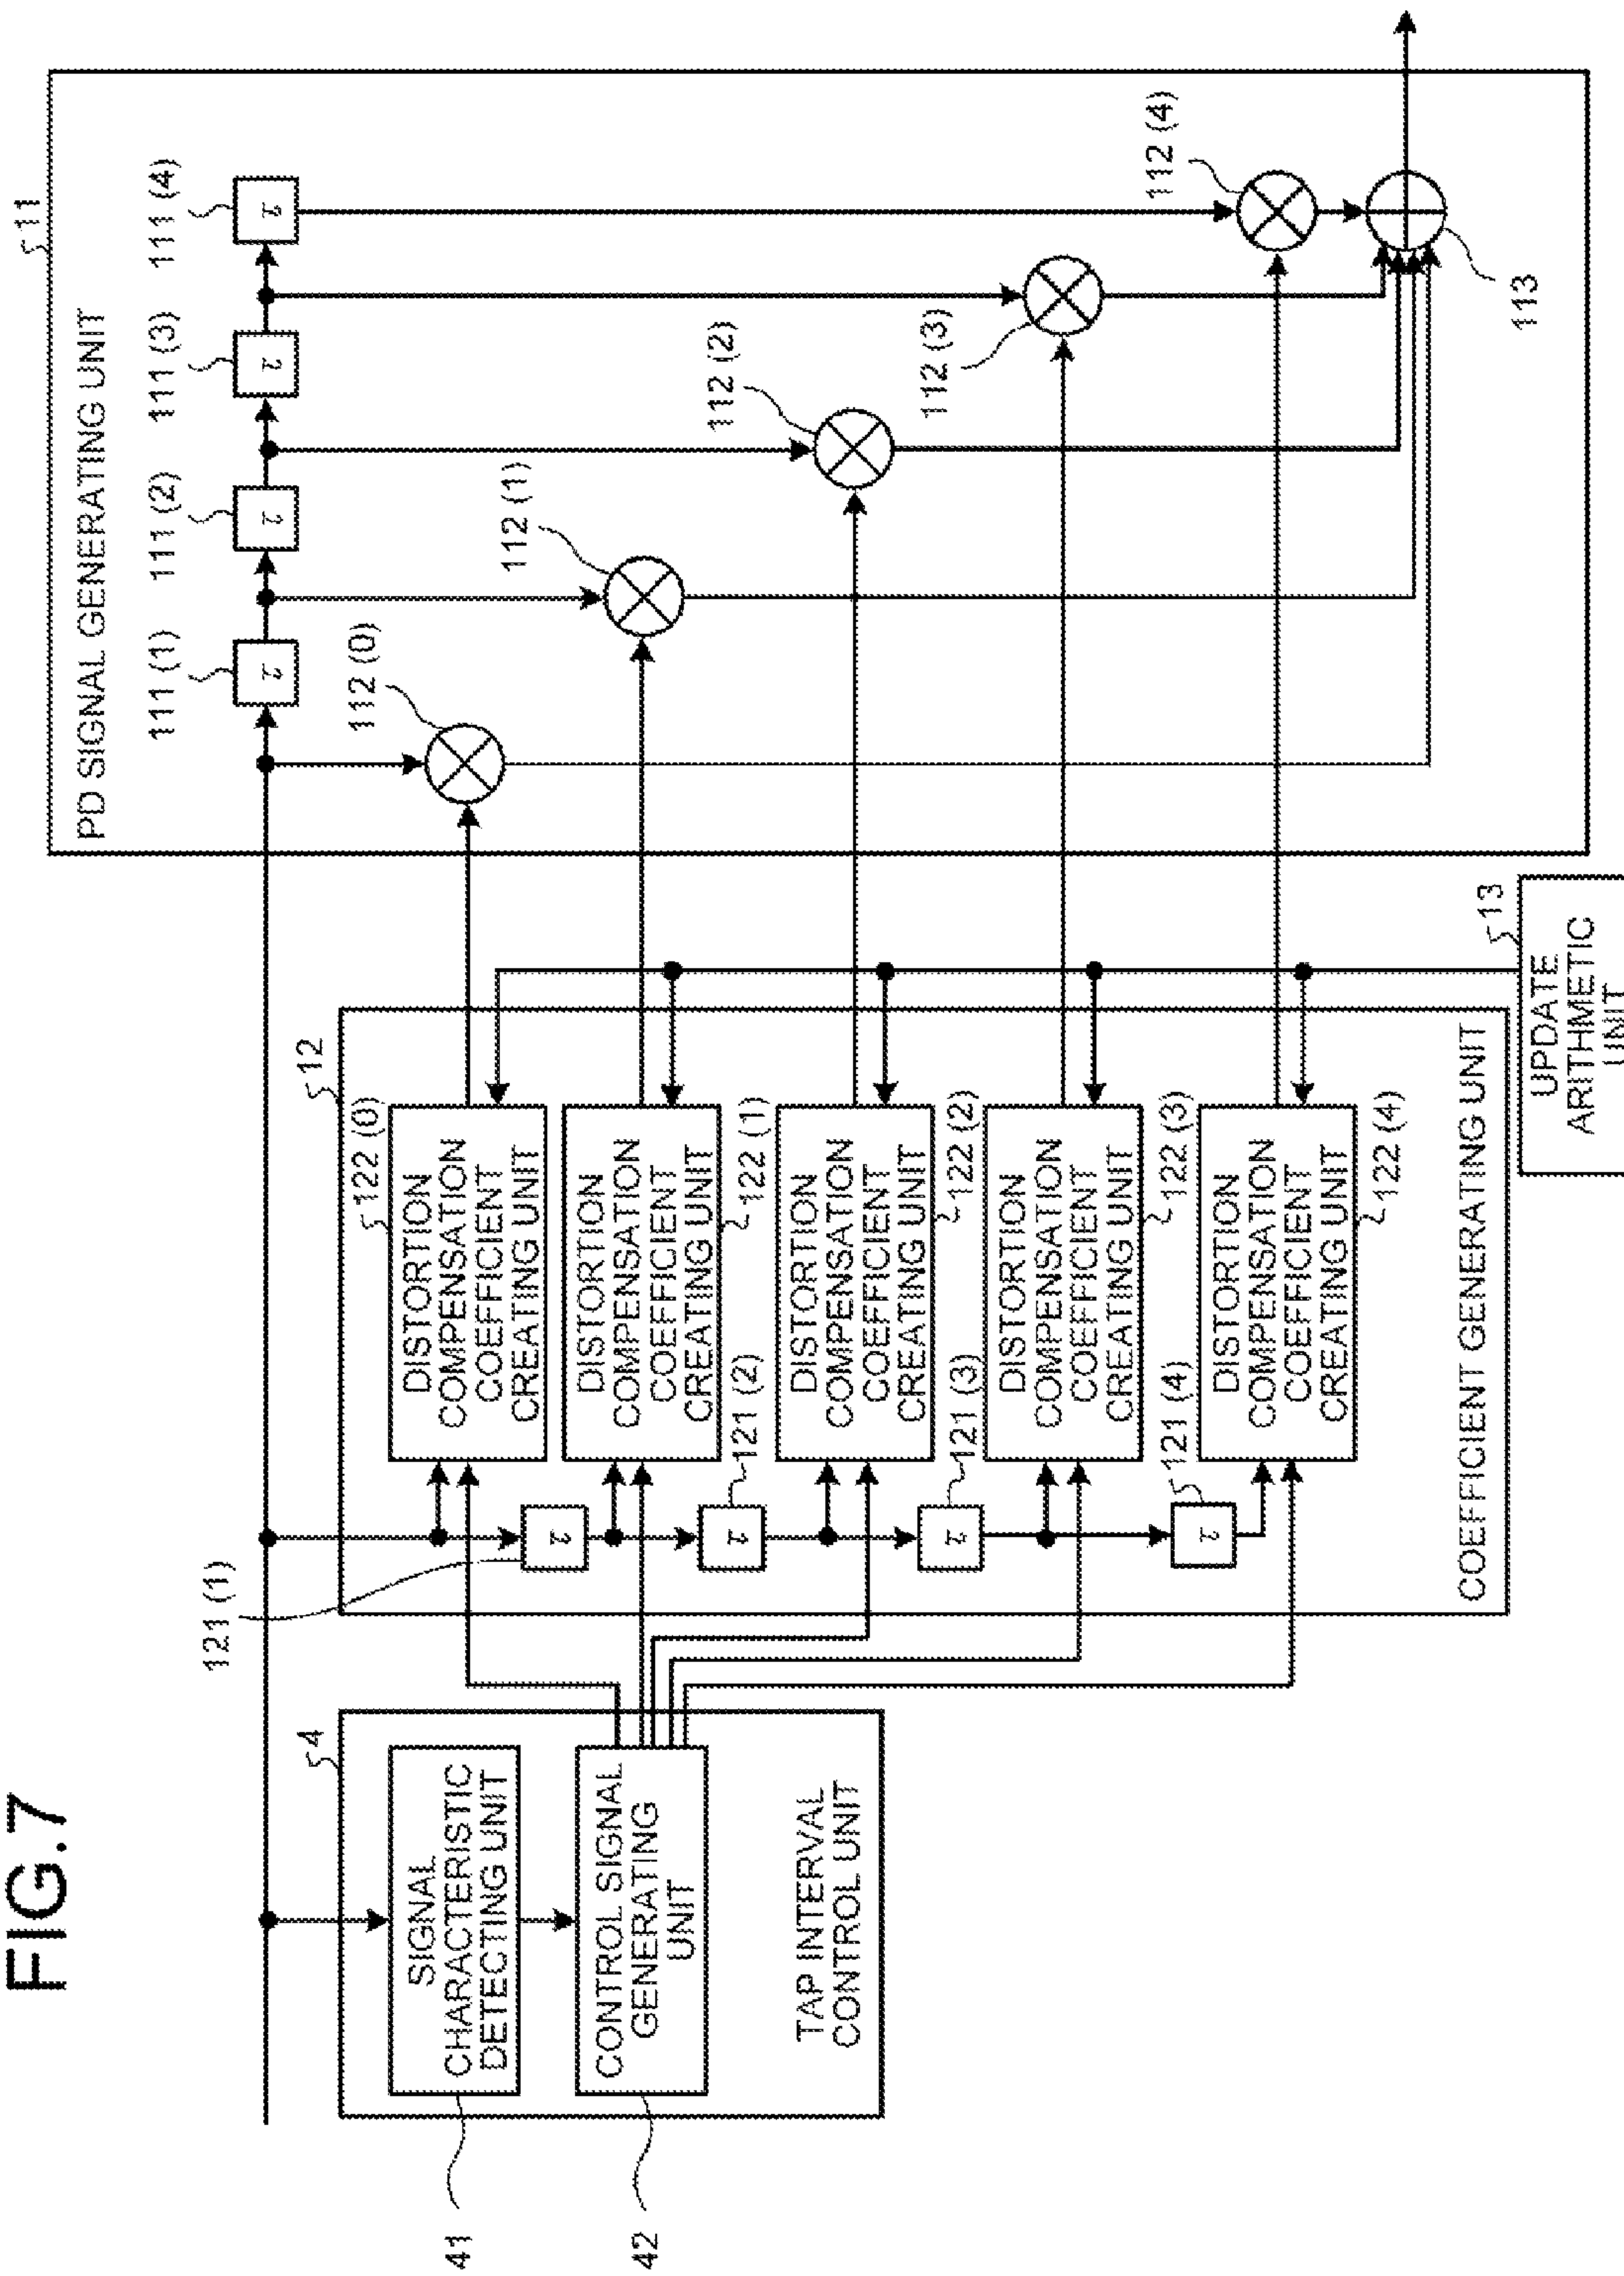 FIG.7
11
PD SIGNAL GENERATING UNIT
111 (1)
111 (2)
111 (3)
111 (4)
τ
τ
τ
τ
112 (0)
112 (1)
112 (2)
112 (3)
112 (4)
113
4
SIGNAL
CHARACTERISTIC
DETECTING UNIT
41
CONTROL SIGNAL
GENERATING
UNIT
42
TAP INTERVAL
CONTROL UNIT
12
121 (1)
τ
121 (2)
τ
121 (3)
τ
121 (4)
τ
122 (0)
DISTORTION
COMPENSATION
COEFFICIENT
CREATING UNIT
122 (1)
DISTORTION
COMPENSATION
COEFFICIENT
CREATING UNIT
122 (2)
DISTORTION
COMPENSATION
COEFFICIENT
CREATING UNIT
122 (3)
DISTORTION
COMPENSATION
COEFFICIENT
CREATING UNIT
122 (4)
DISTORTION
COMPENSATION
COEFFICIENT
CREATING UNIT
COEFFICIENT GENERATING UNIT
13
UPDATE
ARITHMETIC
UNIT